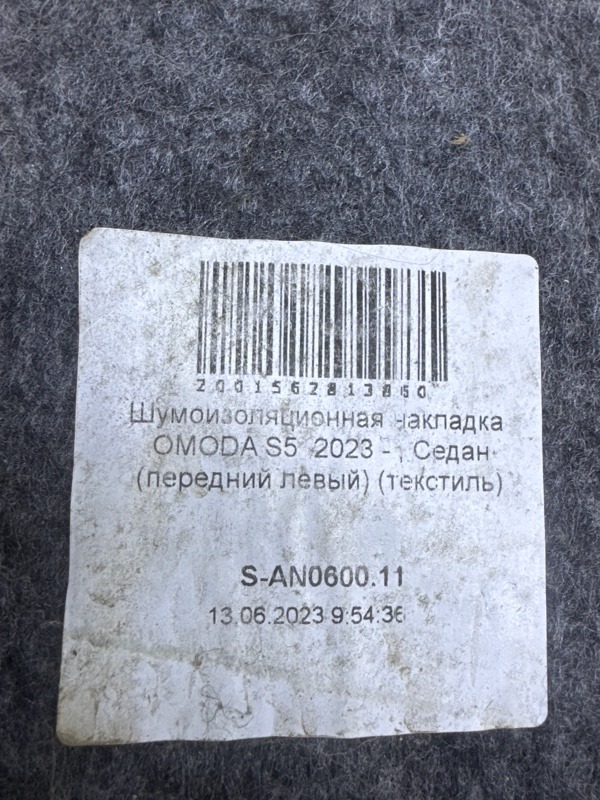 2001562813860
Шумоизоляционная накладка
OMODA S5 2023 - , Седан
(передний левый) (текстиль)
S-AN0600.11
13.06.2023 9:54:36